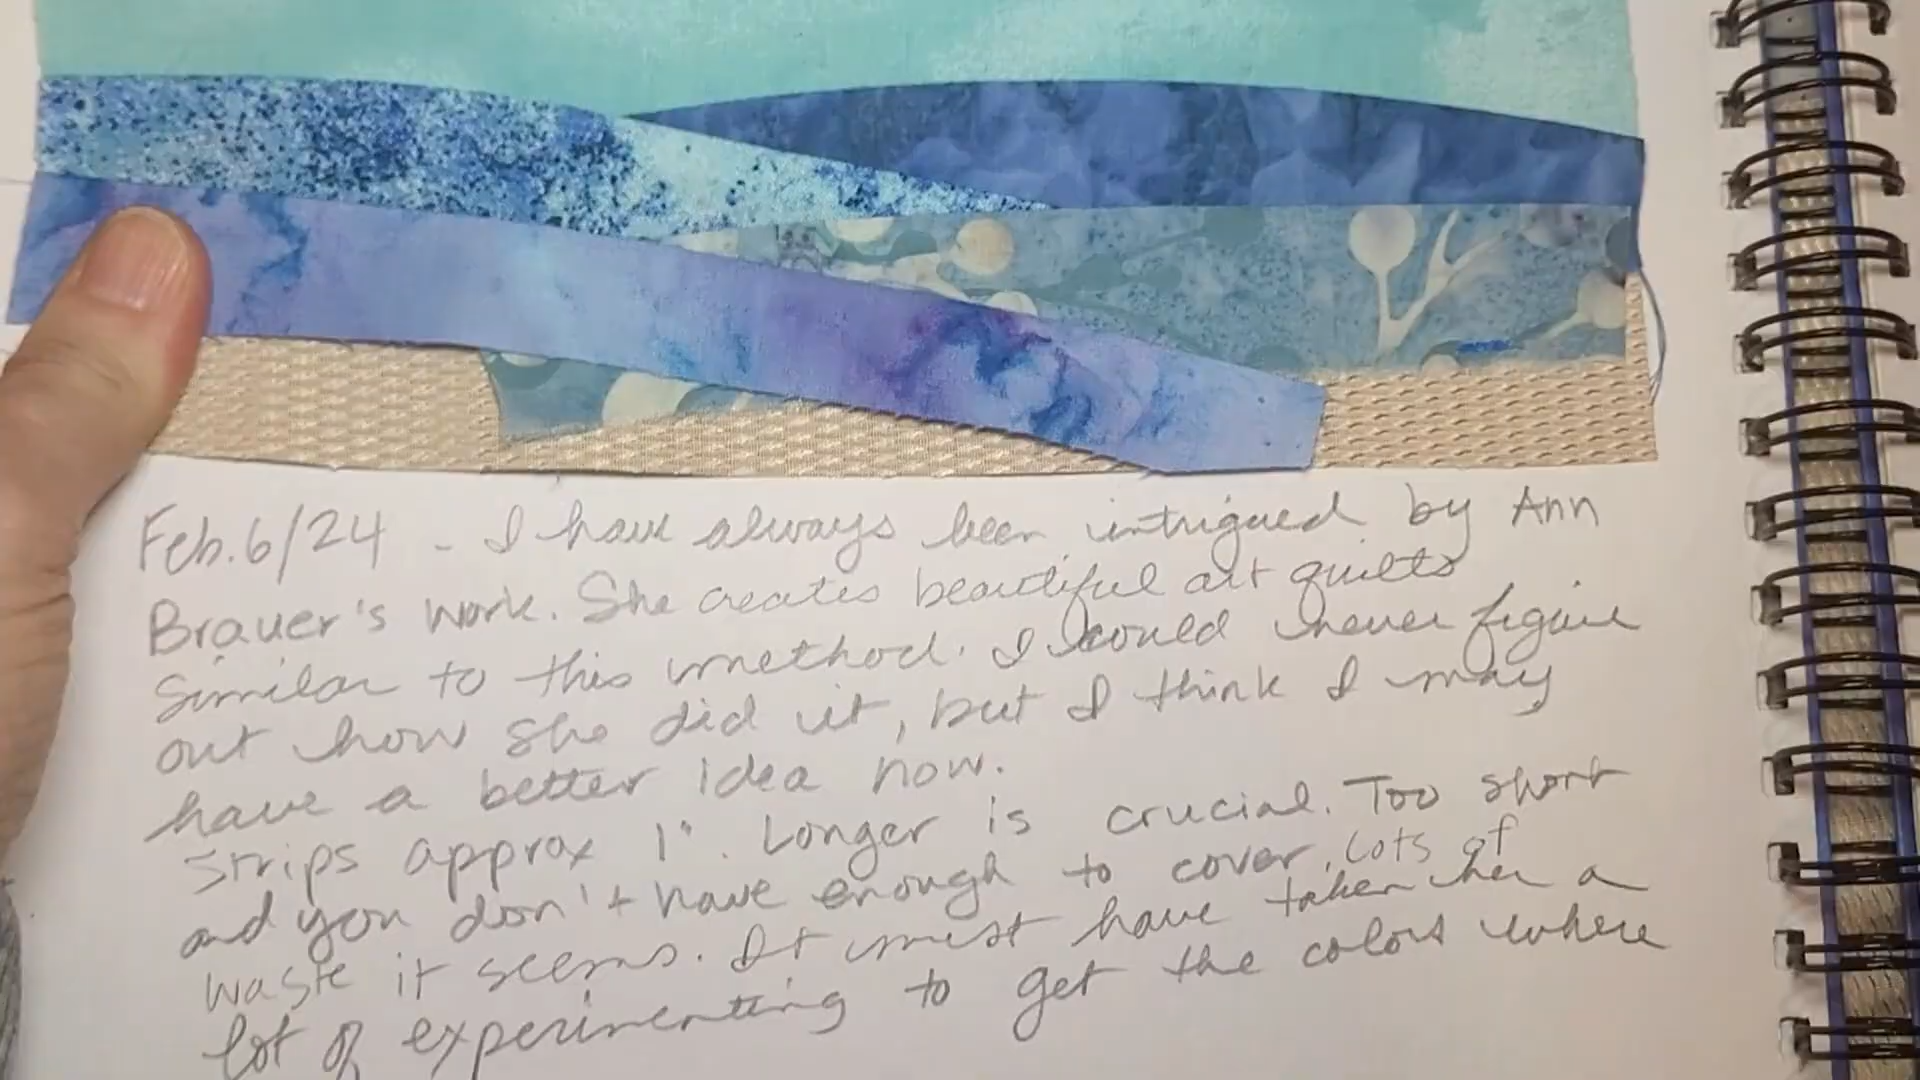 Feb. 6/24 - I have always been intrigued by Ann
Brauer's work. She creates beautiful art quilts
similar to this method. I could never figure
out how she did it, but I think I may
have a better idea now.
Strips approx 1". Longer is crucial. Too short
and you don't have enough to cover. Lots of
waste it seems. It must have taken her a
lot of experimenting to get the colors where